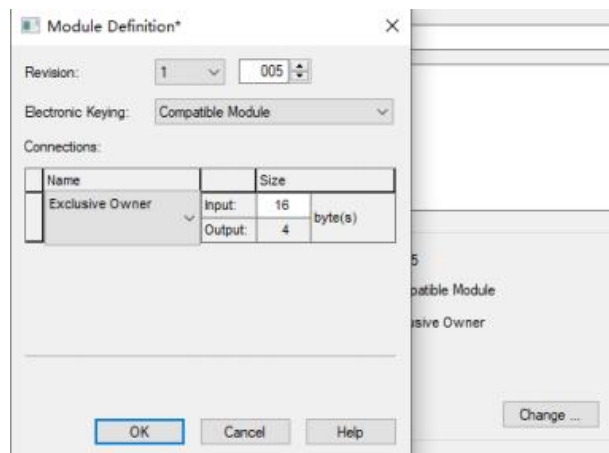 Module Definition*
Revision: 1 005
Electronic Keying: Compatible Module
Connections:
Name Size
Exclusive Owner Input: 16 byte(s)
Output: 4
5
patible Module
usive Owner
Change ...
OK Cancel Help